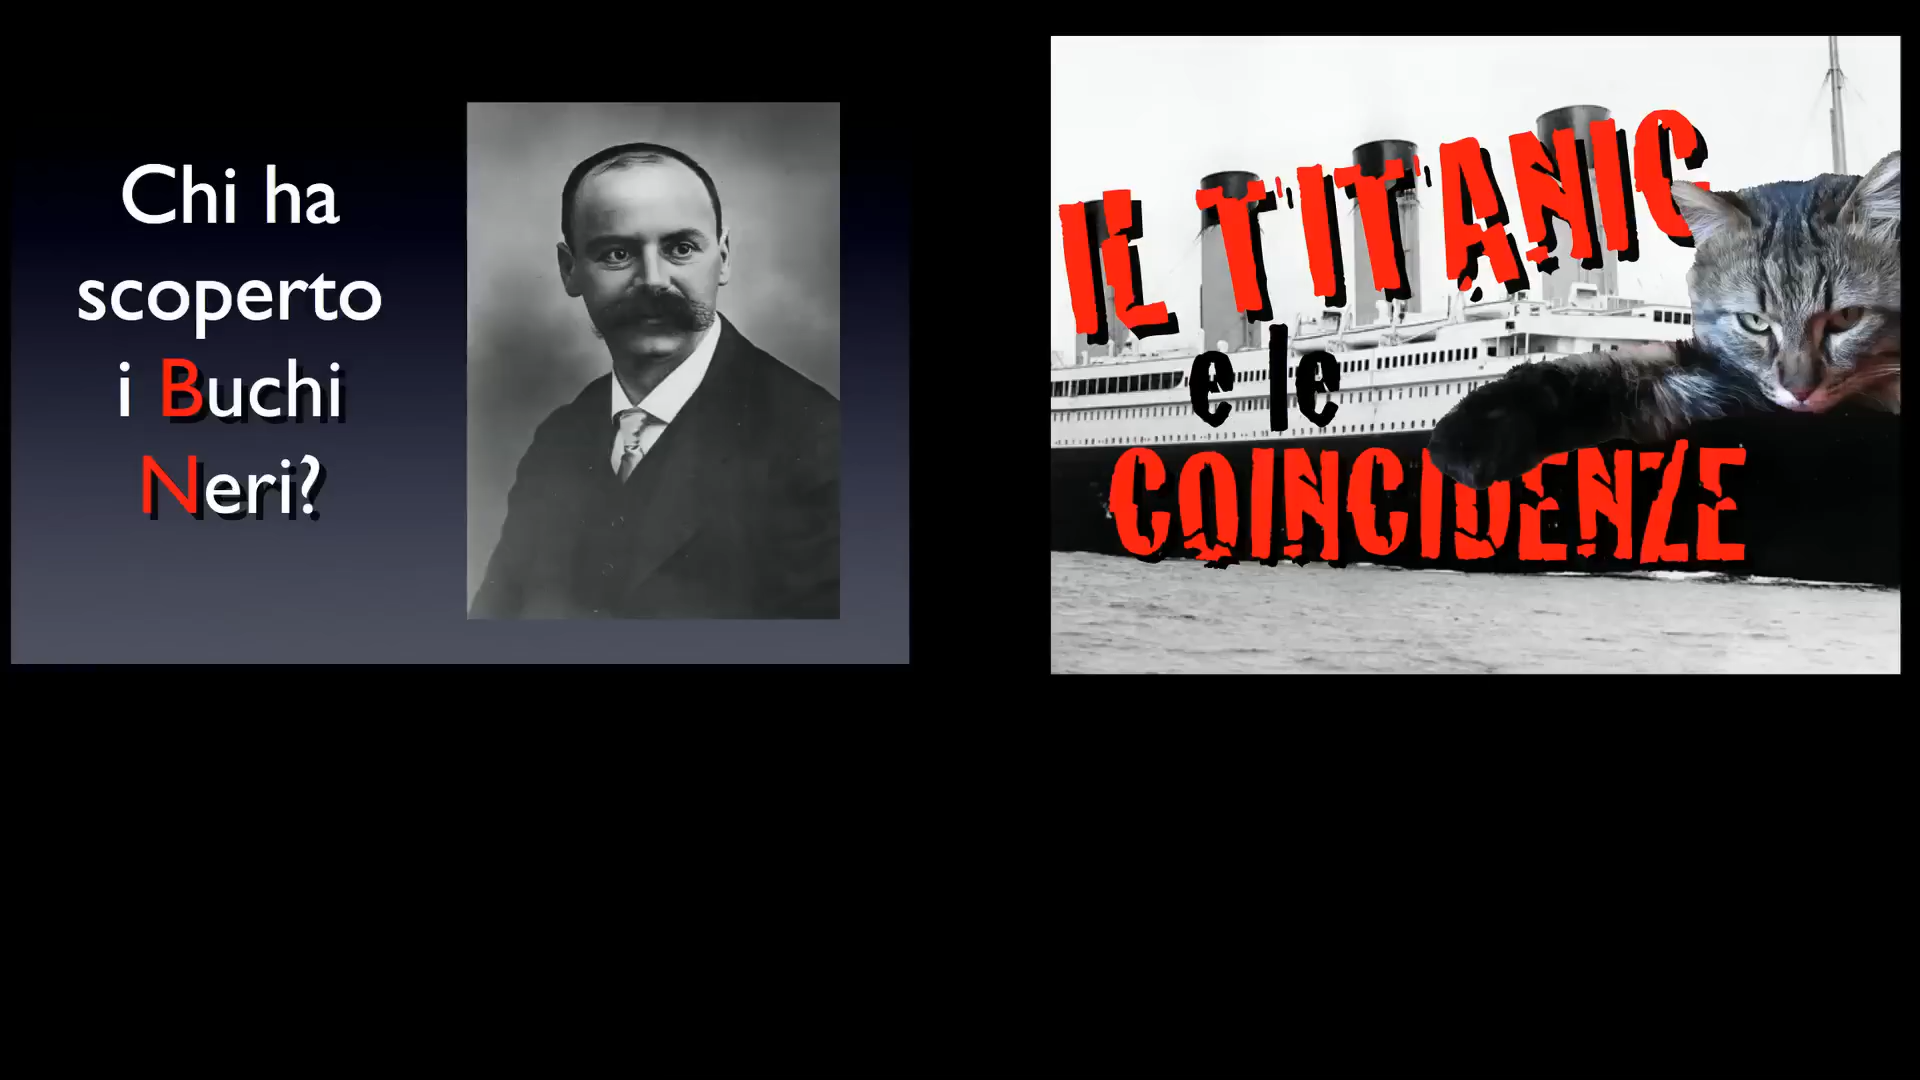 Chi ha
scoperto
i Buchi
Neri?
IL TITANIC
e le
COINCIDENZE